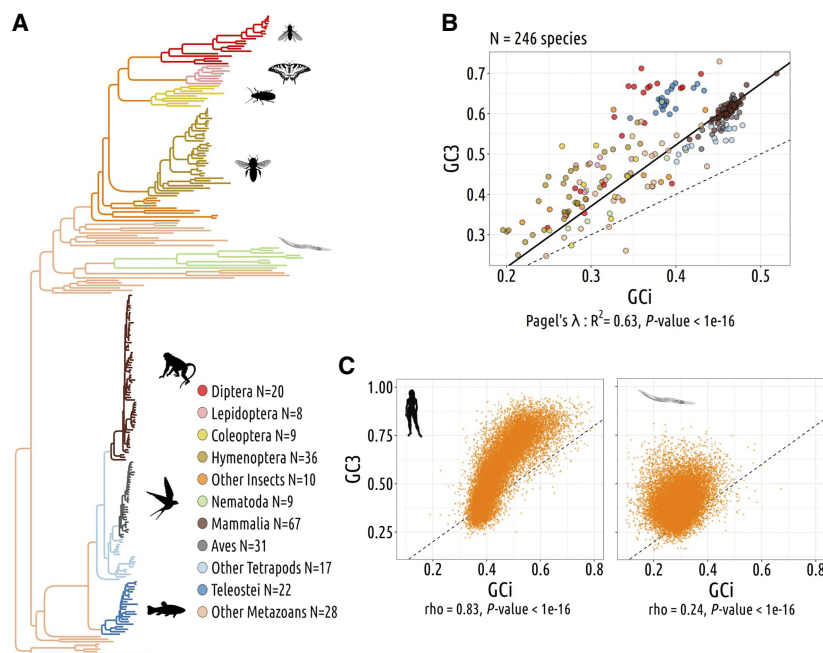 A
Diptera N=20
Lepidoptera N=8
Coleoptera N=9
Hymenoptera N=36
Other Insects N=10
Nematoda N=9
Mammalia N=67
Aves N=31
Other Tetrapods N=17
Teleostei N=22
Other Metazoans N=28
B
N = 246 species
GC3
0.7
0.6
0.5
0.4
0.3
0.2 0.3 0.4 0.5
GCi
Pagel's λ : R²= 0.63, P-value < 1e-16
C
GC3
1.00
0.75
0.50
0.25
0.2 0.4 0.6 0.8
GCi
rho = 0.83, P-value < 1e-16
0.2 0.4 0.6 0.8
GCi
rho = 0.24, P-value < 1e-16